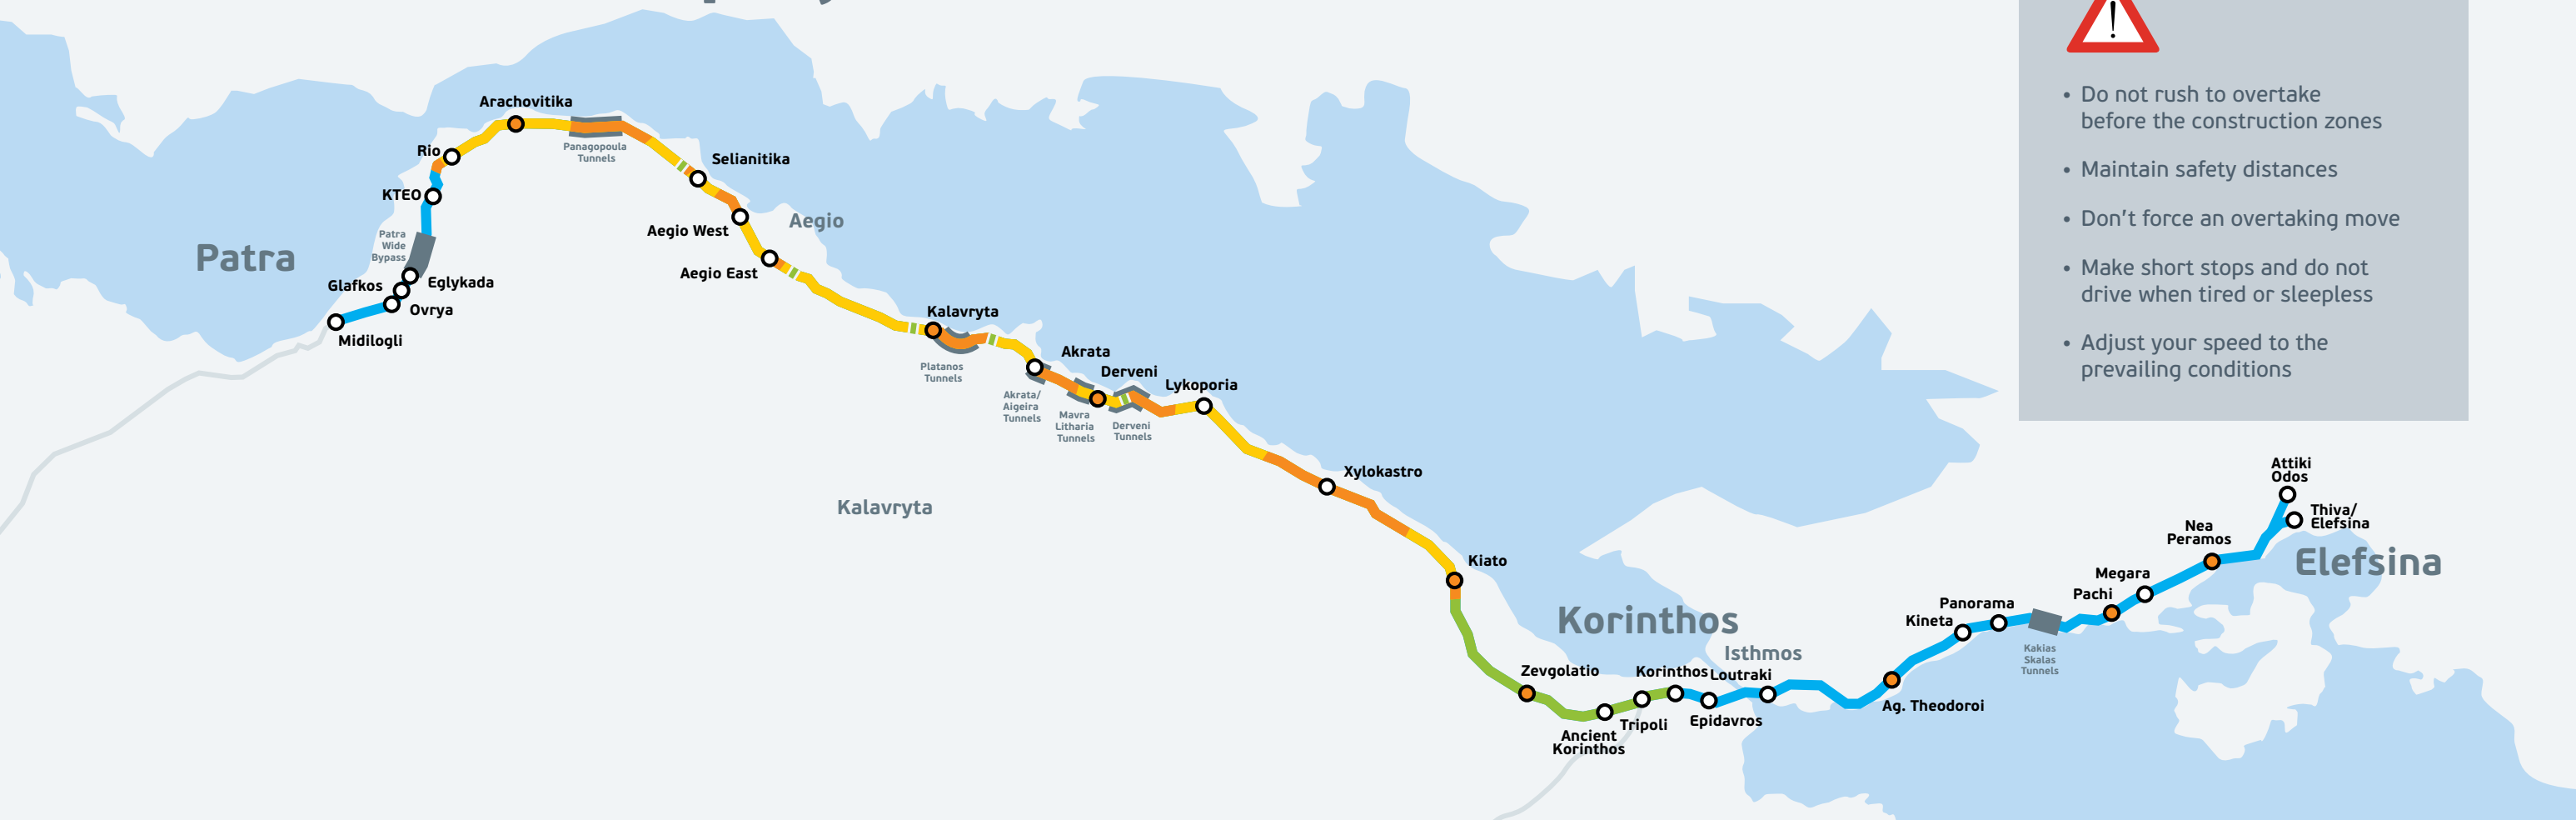 Arachovitika
Rio
Panagopoula
Tunnels
Selianitika
KTEO
Aegio
Aegio West
Patra
Wide
Bypass
Patra
Aegio East
Eglykada
Glafkos
Ovrya
Midilogli
Kalavryta
Platanos
Tunnels
Akrata
Derveni
Lykoporia
Akrata/
Aigeira
Tunnels
Mavra
Litharia
Tunnels
Derveni
Tunnels
Xylokastro
Kalavryta
Kiato
Korinthos
Isthmos
Zevgolatio
Korinthos
Loutraki
Ancient
Korinthos
Tripoli
Epidavros
Ag. Theodoroi
Kineta
Panorama
Kakias
Skalas
Tunnels
Pachi
Megara
Nea
Peramos
Attiki
Odos
Thiva/
Elefsina
Elefsina
!
• Do not rush to overtake
before the construction zones
• Maintain safety distances
• Don't force an overtaking move
• Make short stops and do not
drive when tired or sleepless
• Adjust your speed to the
prevailing conditions